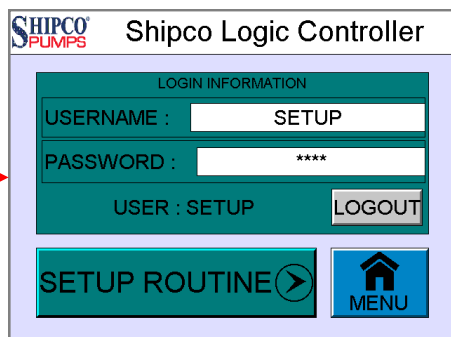 SHIPCO®
PUMPS
Shipco Logic Controller
LOGIN INFORMATION
USERNAME : SETUP
PASSWORD : ****
USER : SETUP LOGOUT
SETUP ROUTINE
MENU